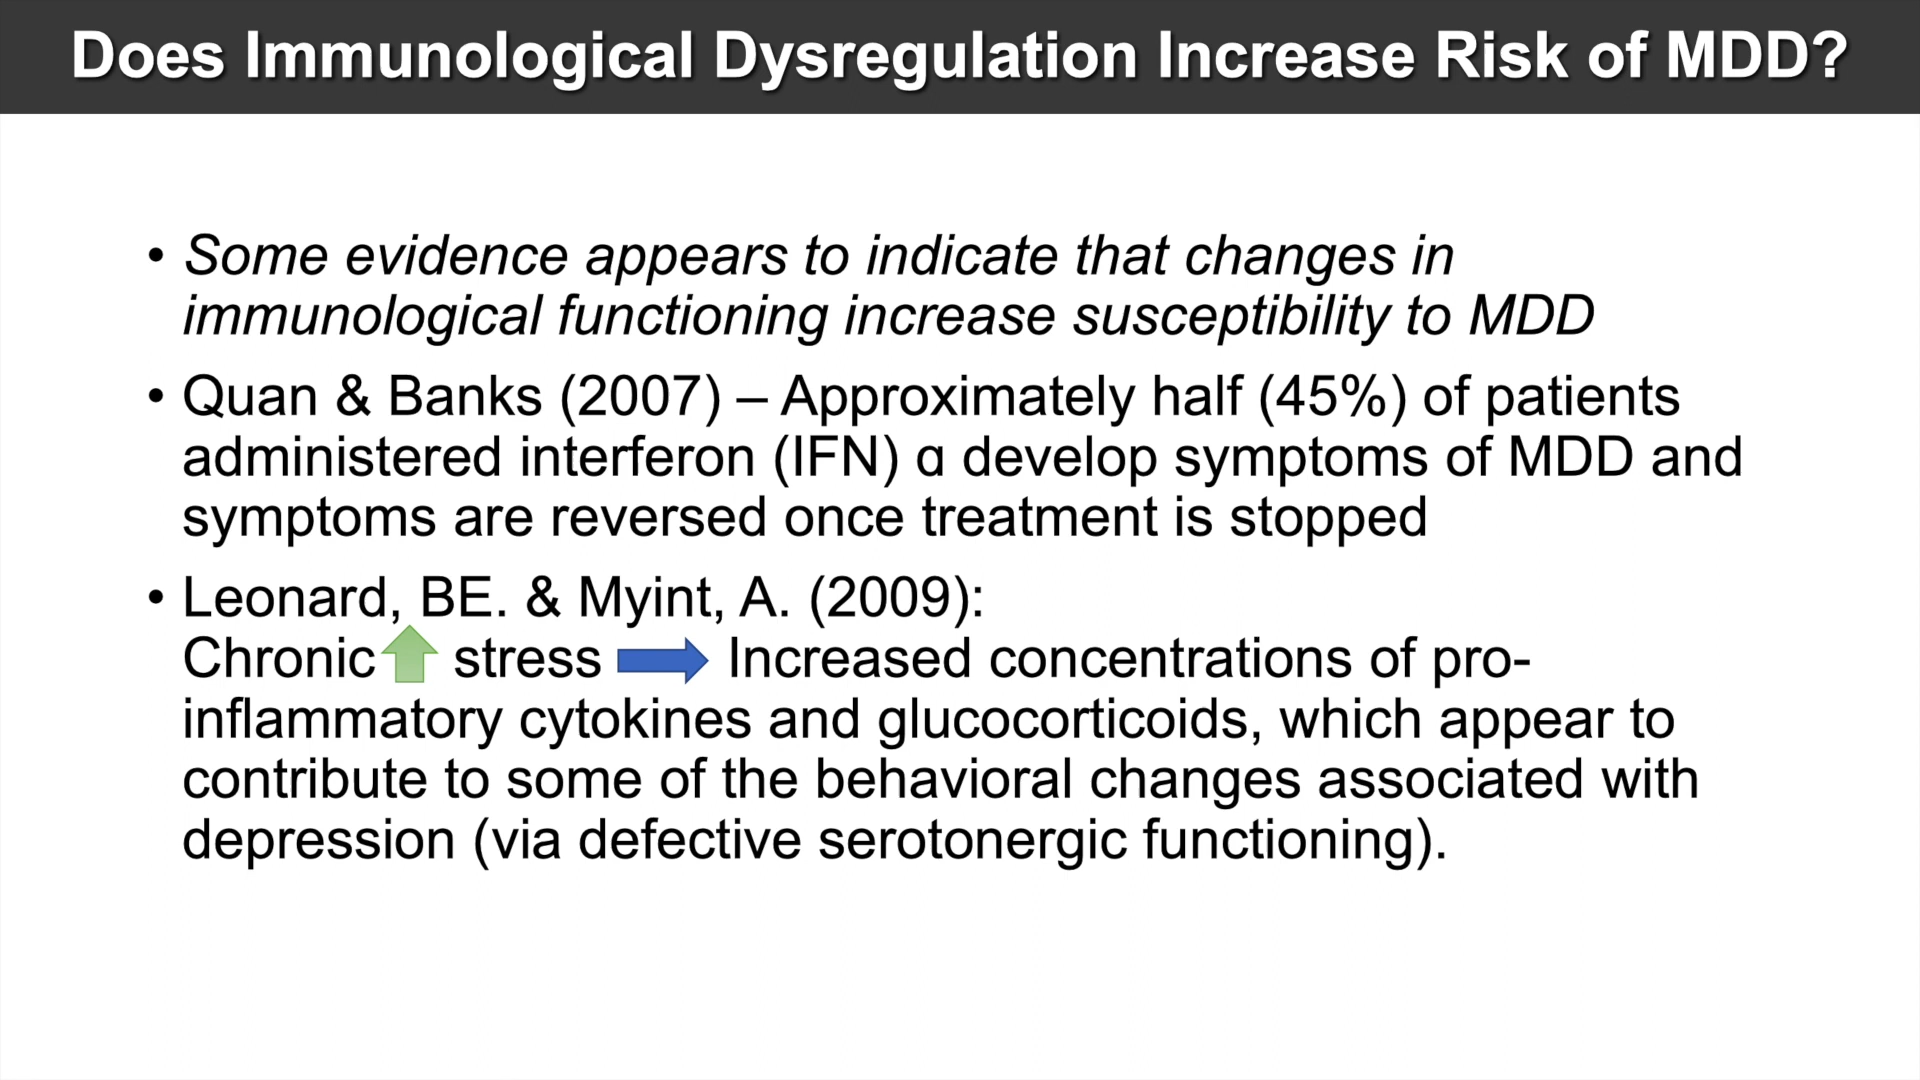 Does Immunological Dysregulation Increase Risk of MDD?
• Some evidence appears to indicate that changes in
immunological functioning increase susceptibility to MDD
• Quan & Banks (2007) – Approximately half (45%) of patients
administered interferon (IFN) α develop symptoms of MDD and
symptoms are reversed once treatment is stopped
• Leonard, BE. & Myint, A. (2009):
Chronic stress Increased concentrations of pro-
inflammatory cytokines and glucocorticoids, which appear to
contribute to some of the behavioral changes associated with
depression (via defective serotonergic functioning).